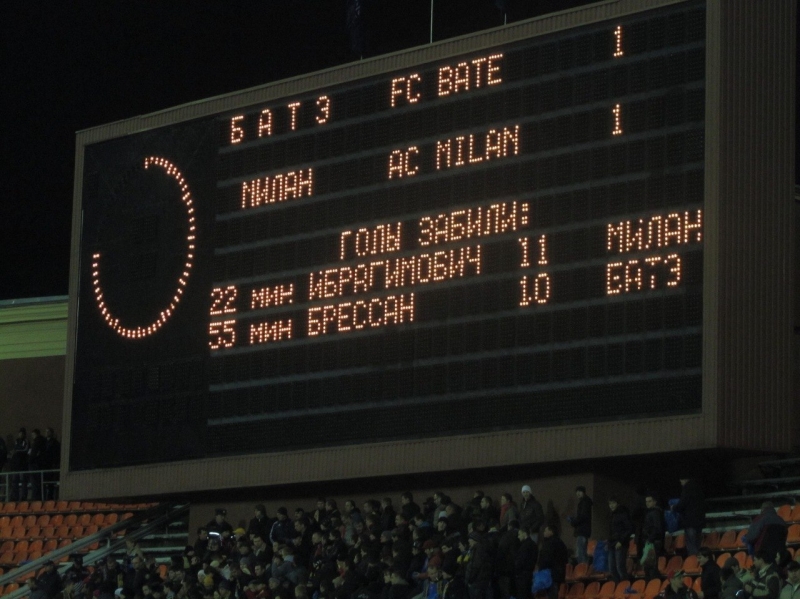 БАТЭ FC BATE 1
МИЛАН AC MILAN 1
ГОЛЫ ЗАБИЛИ:
22 мин ИБРАГИМОВИЧ 11 МИЛАН
55 мин БРЕССАН 10 БАТЭ